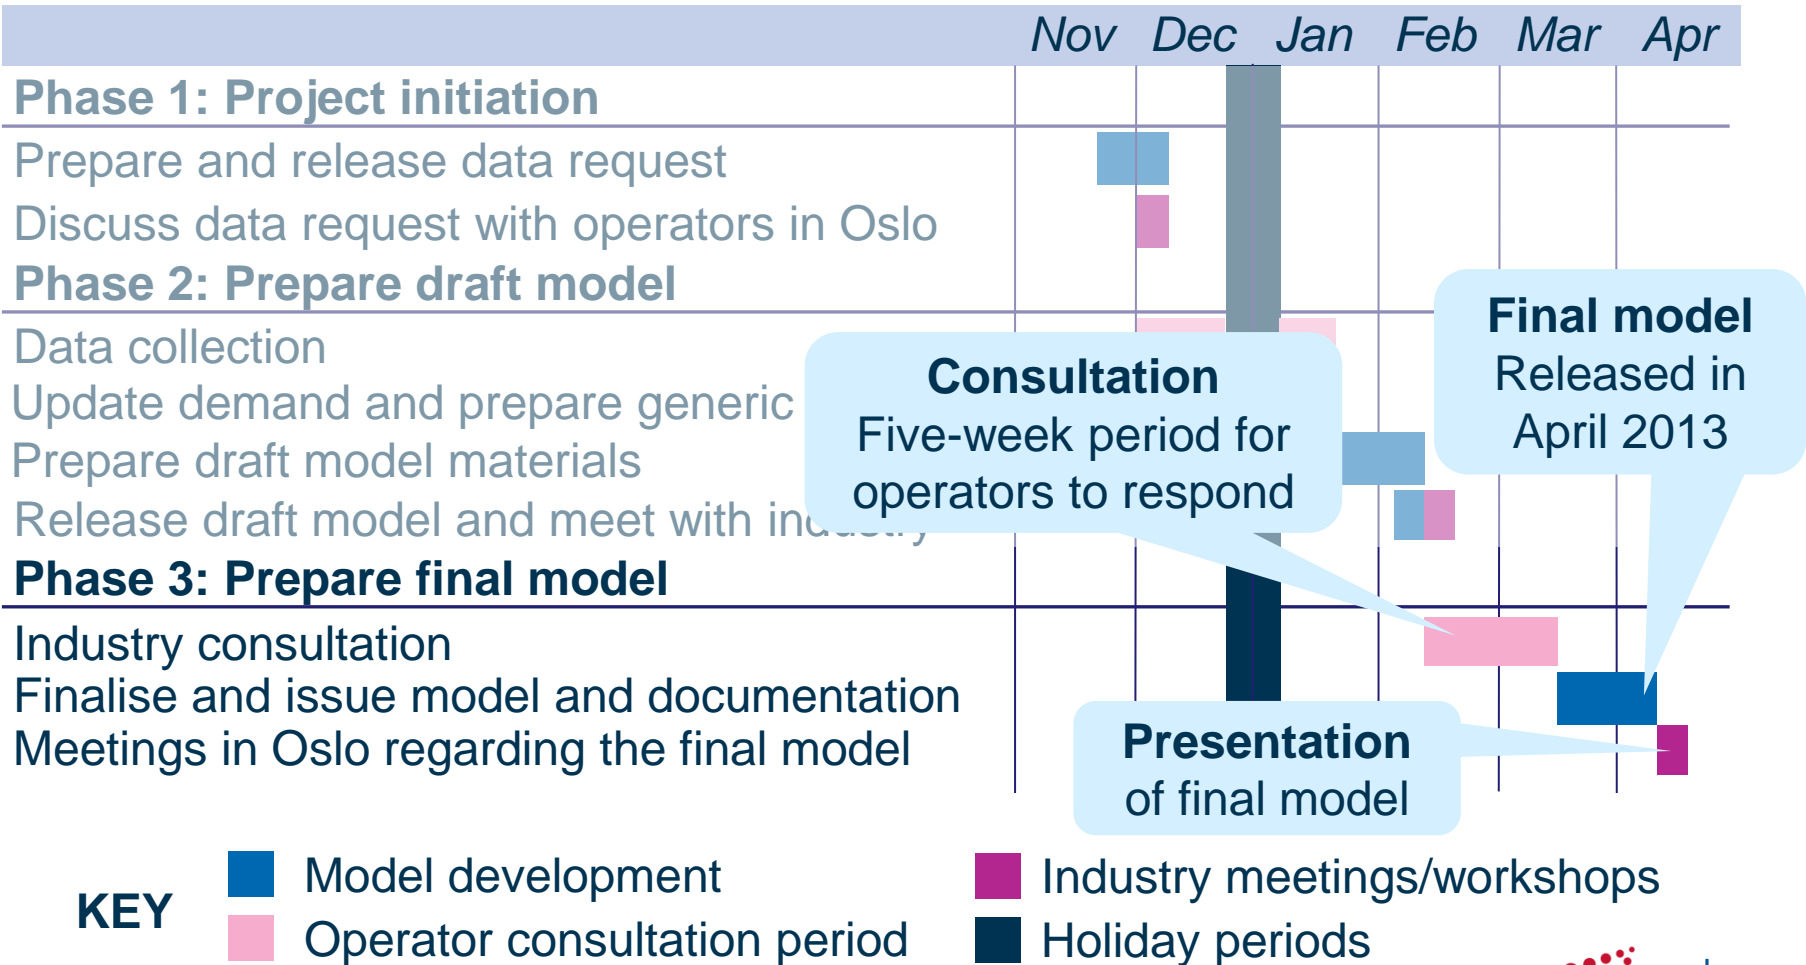 Nov Dec Jan Feb Mar Apr
Phase 1: Project initiation
Prepare and release data request
Discuss data request with operators in Oslo
Phase 2: Prepare draft model
Data collection
Update demand and prepare generic
Prepare draft model materials
Release draft model and meet with industry
Phase 3: Prepare final model
Industry consultation
Finalise and issue model and documentation
Meetings in Oslo regarding the final model
Consultation
Five-week period for
operators to respond
Final model
Released in
April 2013
Presentation
of final model
KEY
Model development
Operator consultation period
Industry meetings/workshops
Holiday periods